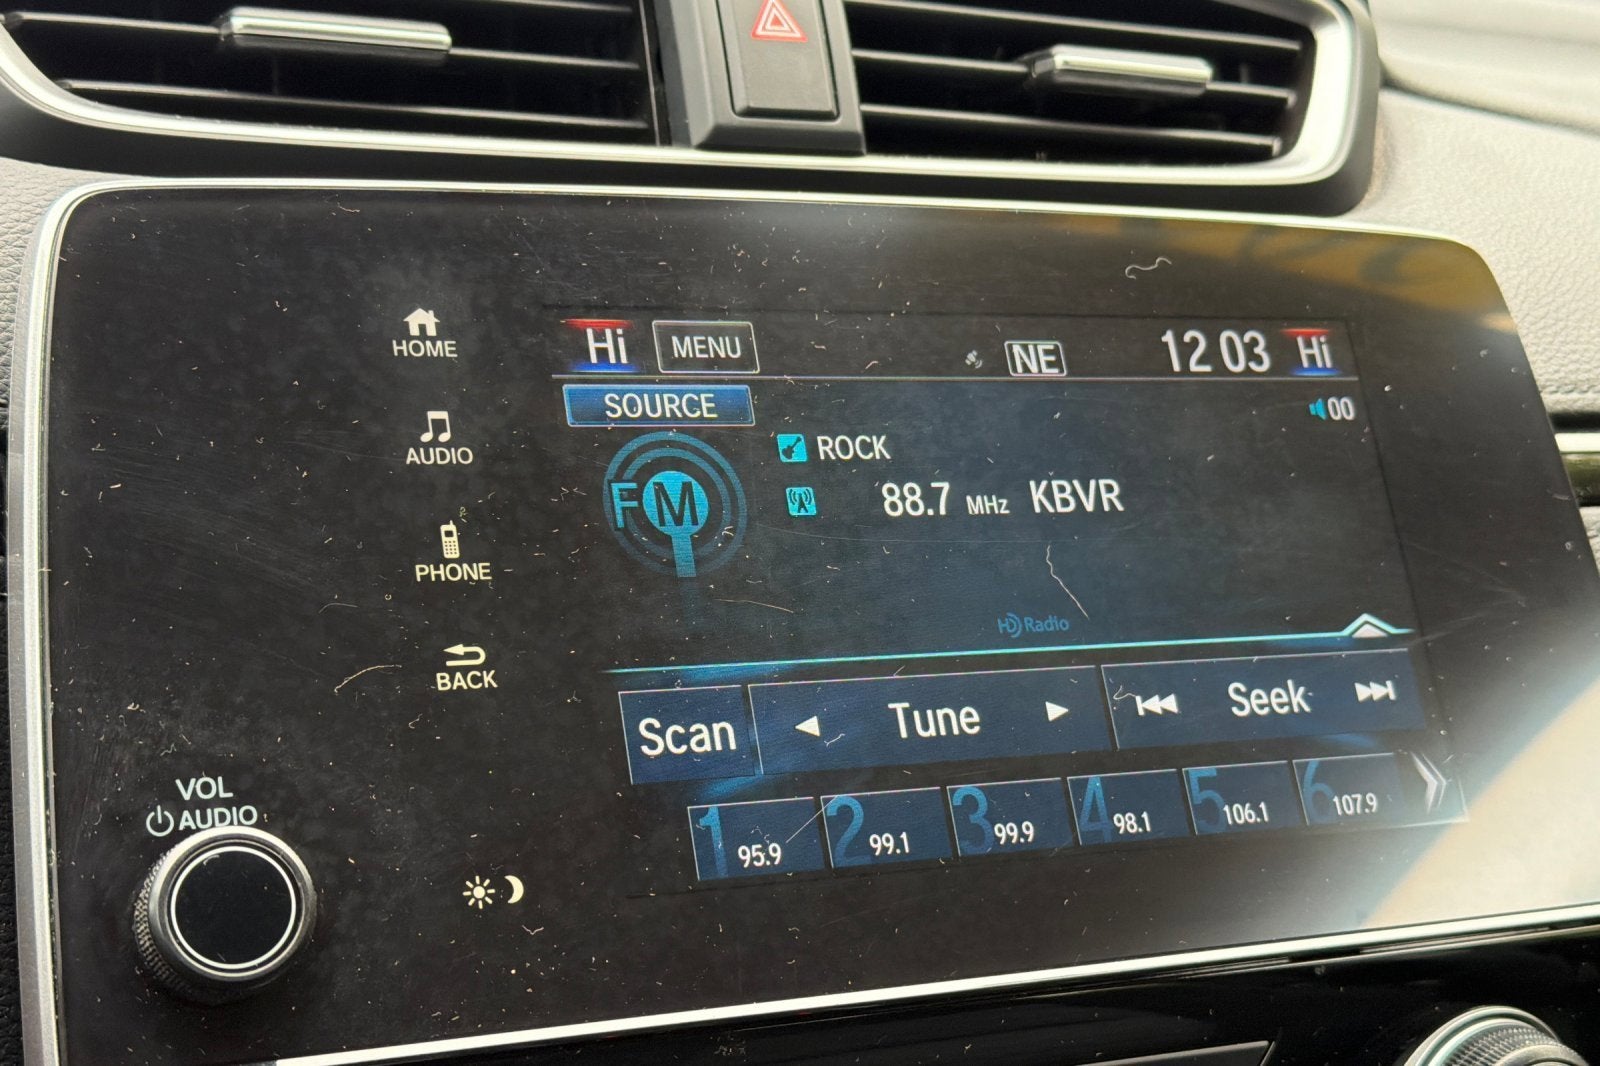 HOME
AUDIO
PHONE
BACK
VOL
AUDIO
Hi MENU NE 12 03 Hi
SOURCE 00
FM
ROCK
88.7 MHz KBVR
HD Radio
Scan Tune Seek
1 95.9 2 99.1 3 99.9 4 98.1 5 106.1 6 107.9